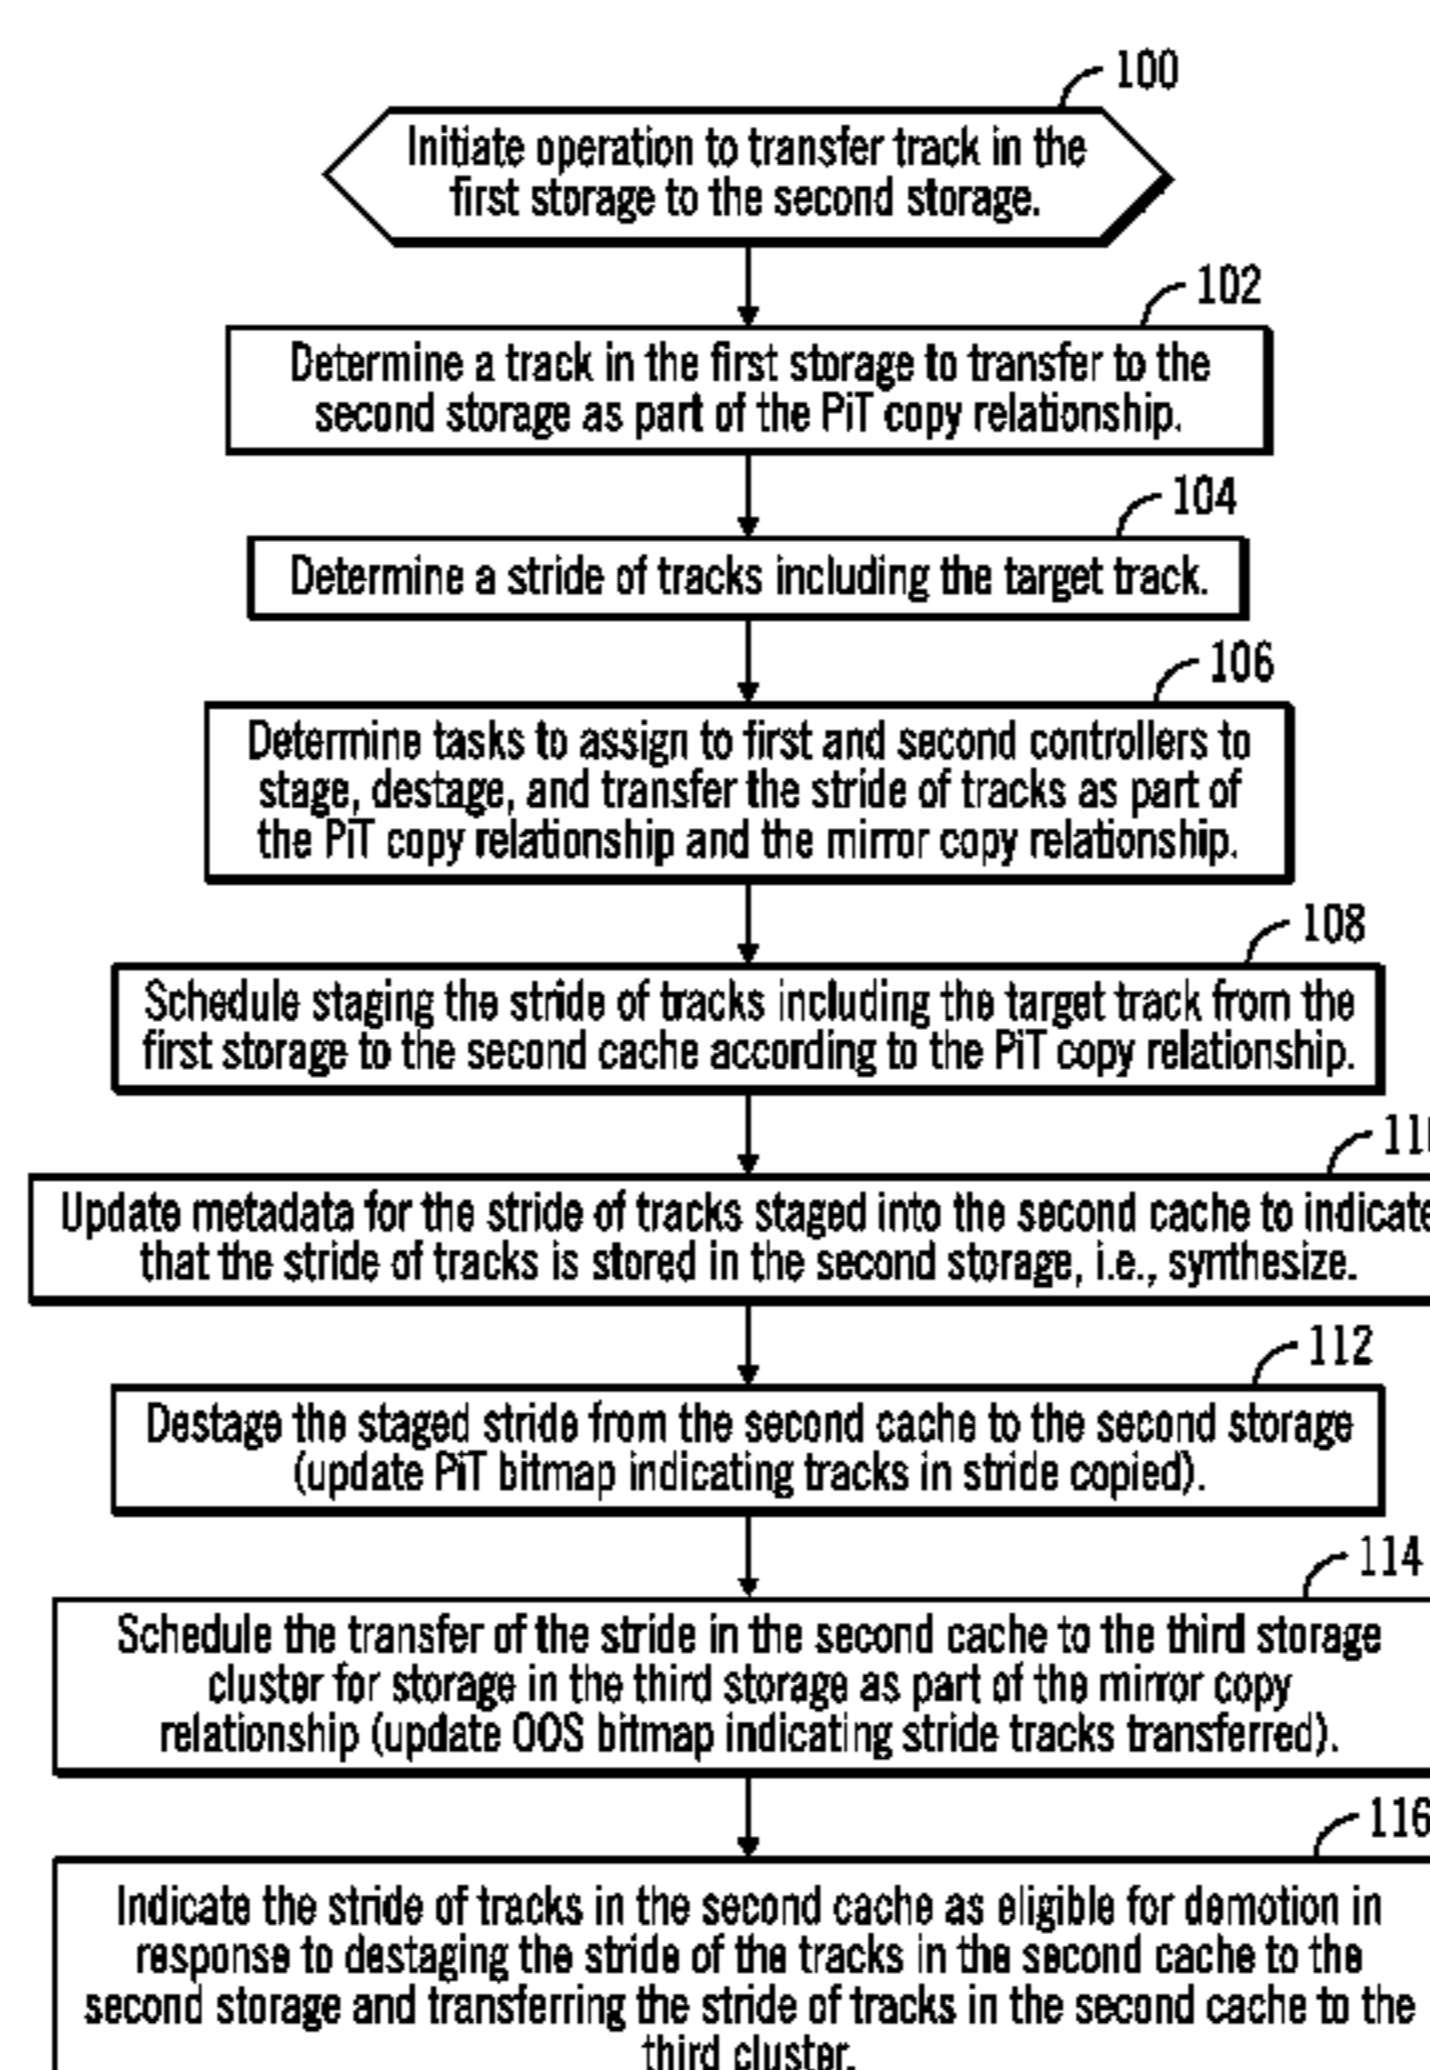 100
Initiate operation to transfer track in the
first storage to the second storage.
102
Determine a track in the first storage to transfer to the
second storage as part of the PiT copy relationship.
104
Determine a stride of tracks including the target track.
106
Determine tasks to assign to first and second controllers to
stage, destage, and transfer the stride of tracks as part of
the PiT copy relationship and the mirror copy relationship.
108
Schedule staging the stride of tracks including the target track from the
first storage to the second cache according to the PiT copy relationship.
Update metadata for the stride of tracks staged into the second cache to indicate
that the stride of tracks is stored in the second storage, i.e., synthesize.
112
Destage the staged stride from the second cache to the second storage
(update PiT bitmap indicating tracks in stride copied).
114
Schedule the transfer of the stride in the second cache to the third storage
cluster for storage in the third storage as part of the mirror copy
relationship (update OOS bitmap indicating stride tracks transferred).
116
Indicate the stride of tracks in the second cache as eligible for demotion in
response to destaging the stride of the tracks in the second cache to the
second storage and transferring the stride of tracks in the second cache to the
third cluster.